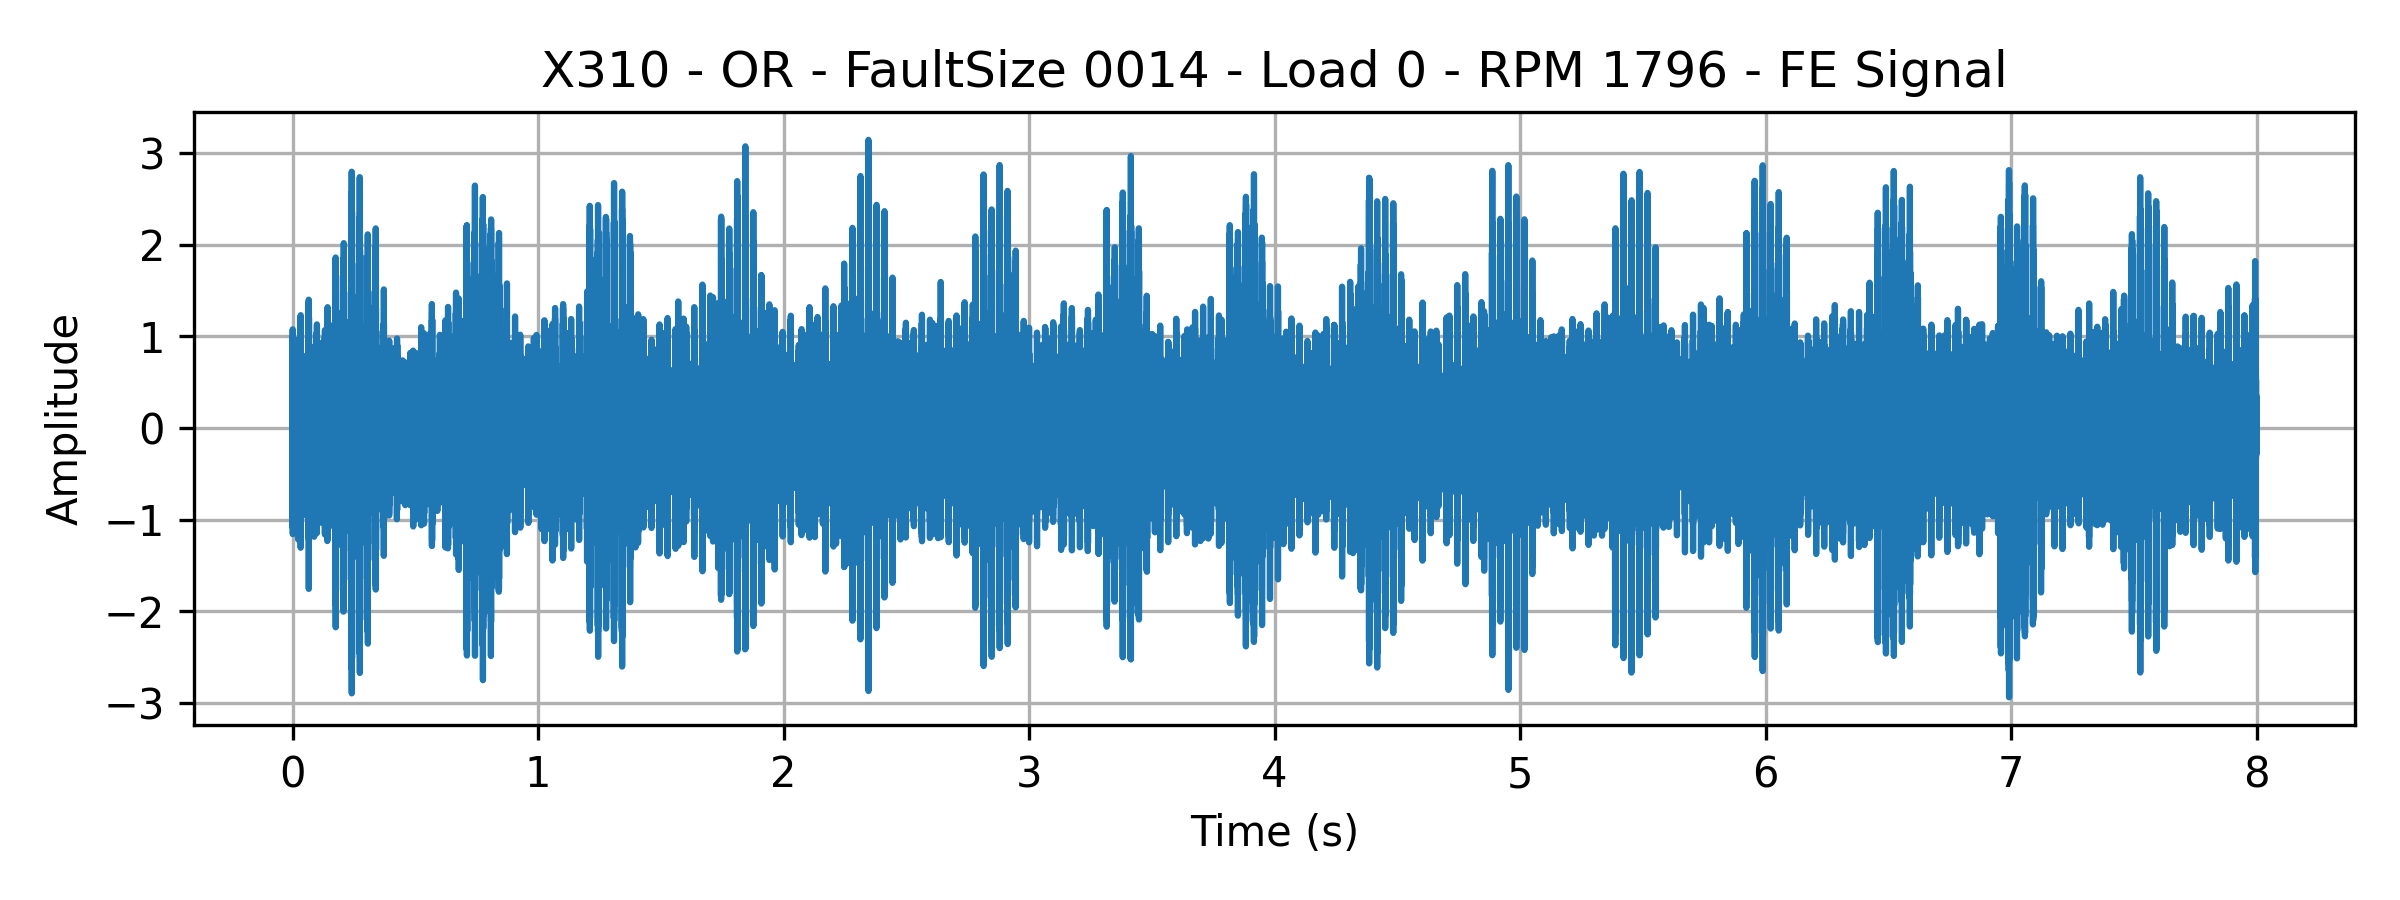 X310 - OR - FaultSize 0014 - Load 0 - RPM 1796 - FE Signal
3
2
1
0
−1
−2
−3
Amplitude
0 1 2 3 4 5 6 7 8
Time (s)